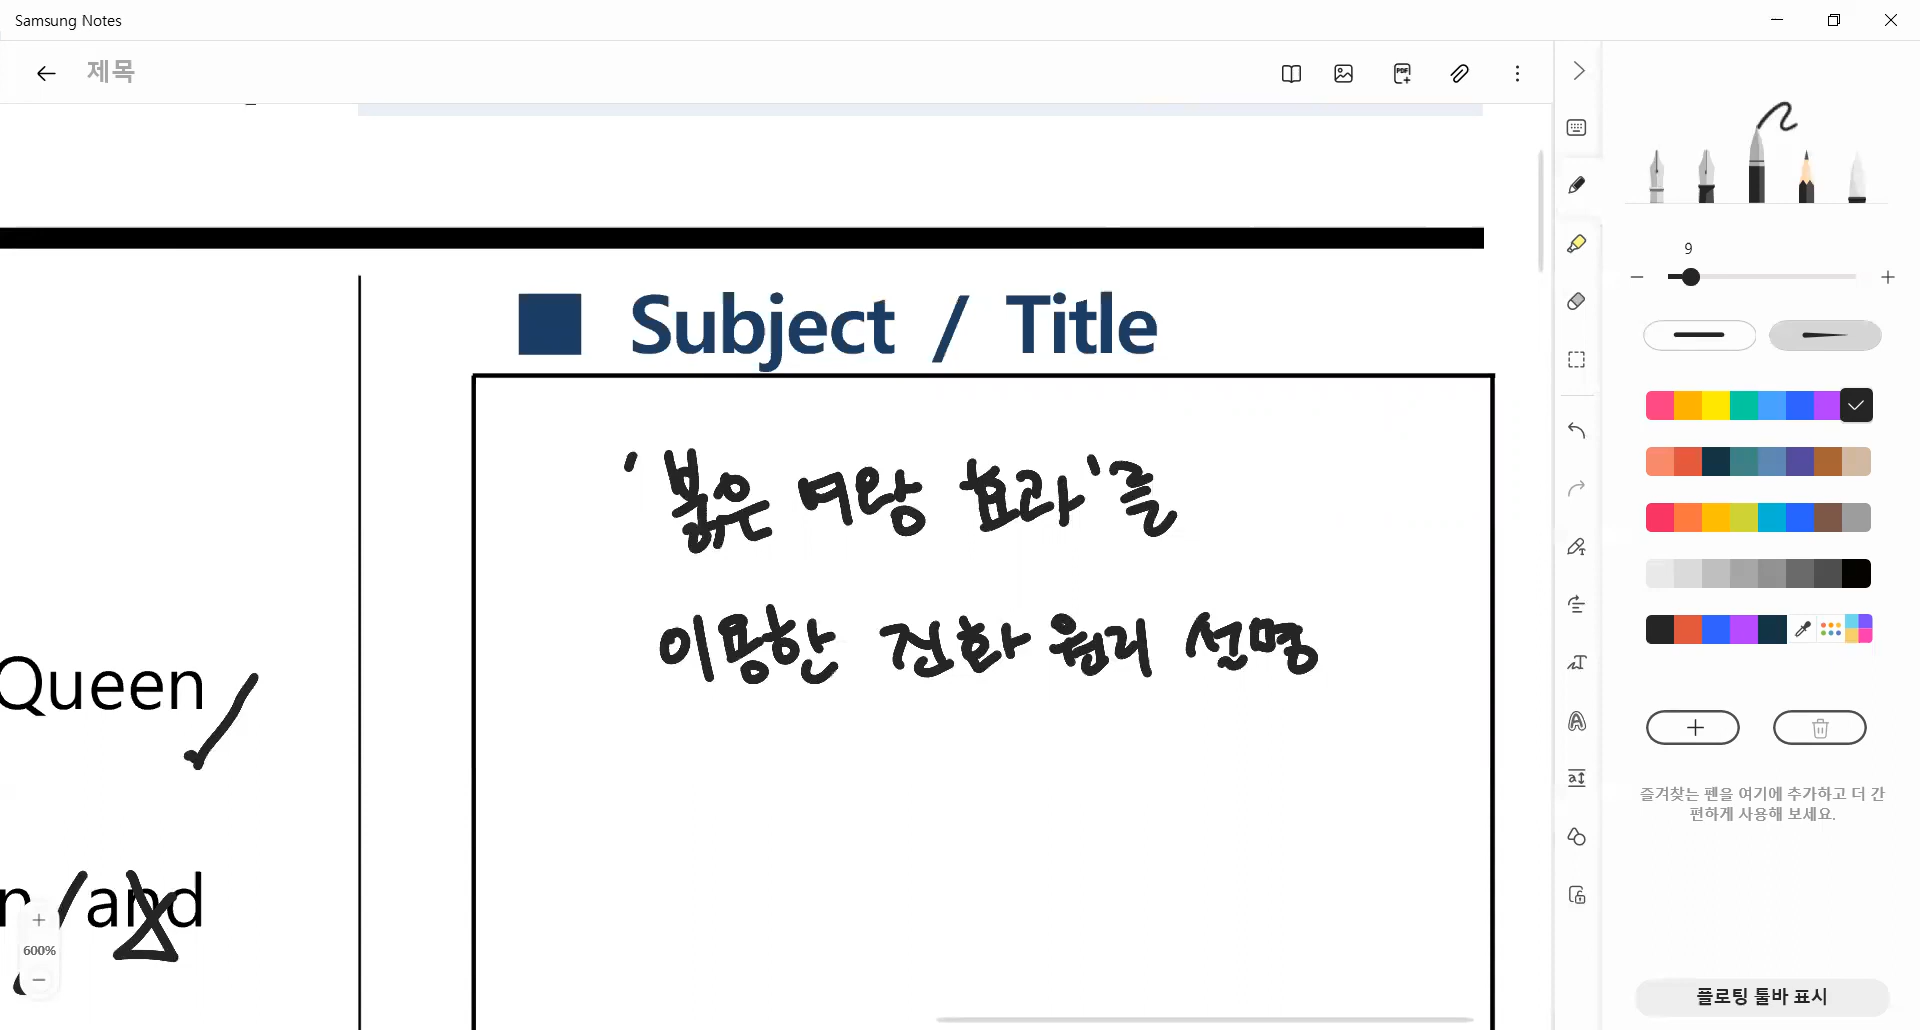 Samsung Notes
제목
PDF
■ Subject / Title
'붉은 여왕 효과'를
이용한 진화 원리 설명
Queen
and
600%
9
즐겨찾는 펜을 여기에 추가하고 더 간
편하게 사용해 보세요.
플로팅 툴바 표시